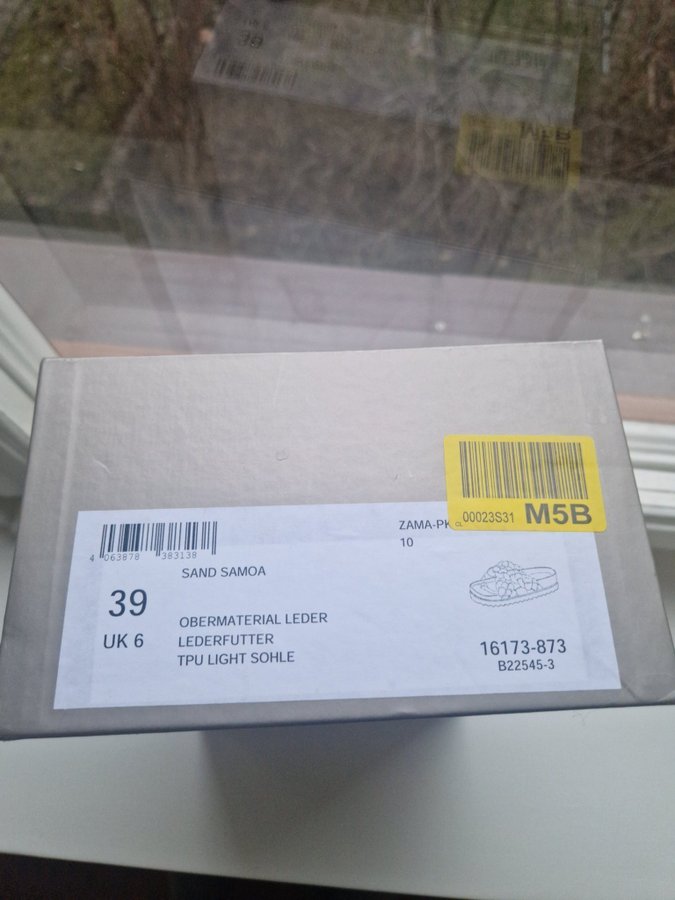 00023S31 M5B
ZAMA-PK
10
4 063878 383138
SAND SAMOA
39
UK 6
OBERMATERIAL LEDER
LEDERFUTTER
TPU LIGHT SOHLE
16173-873
B22545-3